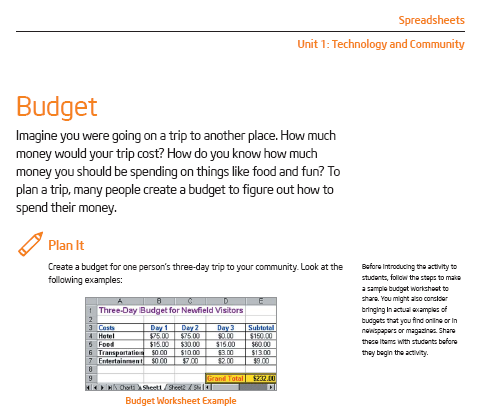 Spreadsheets
Unit 1: Technology and Community
Budget
Imagine you were going on a trip to another place. How much
money would your trip cost? How do you know how much
money you should be spending on things like food and fun? To
plan a trip, many people create a budget to figure out how to
spend their money.
Plan It
Create a budget for one person's three-day trip to your community. Look at the
following examples:
A B C D E
1 Three-Day Budget for Newfield Visitors
2
3 Costs Day 1 Day 2 Day 3 Subtotal
4 Hotel $75.00 $75.00 $0.00 $150.00
5 Food $15.00 $30.00 $15.00 $60.00
6 Transportation $0.00 $10.00 $3.00 $13.00
7 Entertainment $0.00 $7.00 $2.00 $9.00
8
9 Grand Total $232.00
Chart1 Sheet1 Sheet2
Budget Worksheet Example
Before introducing the activity to
students, follow the steps to make
a sample budget worksheet to
share. You might also consider
bringing in actual examples of
budgets that you find online or in
newspapers or magazines. Share
these items with students before
they begin the activity.